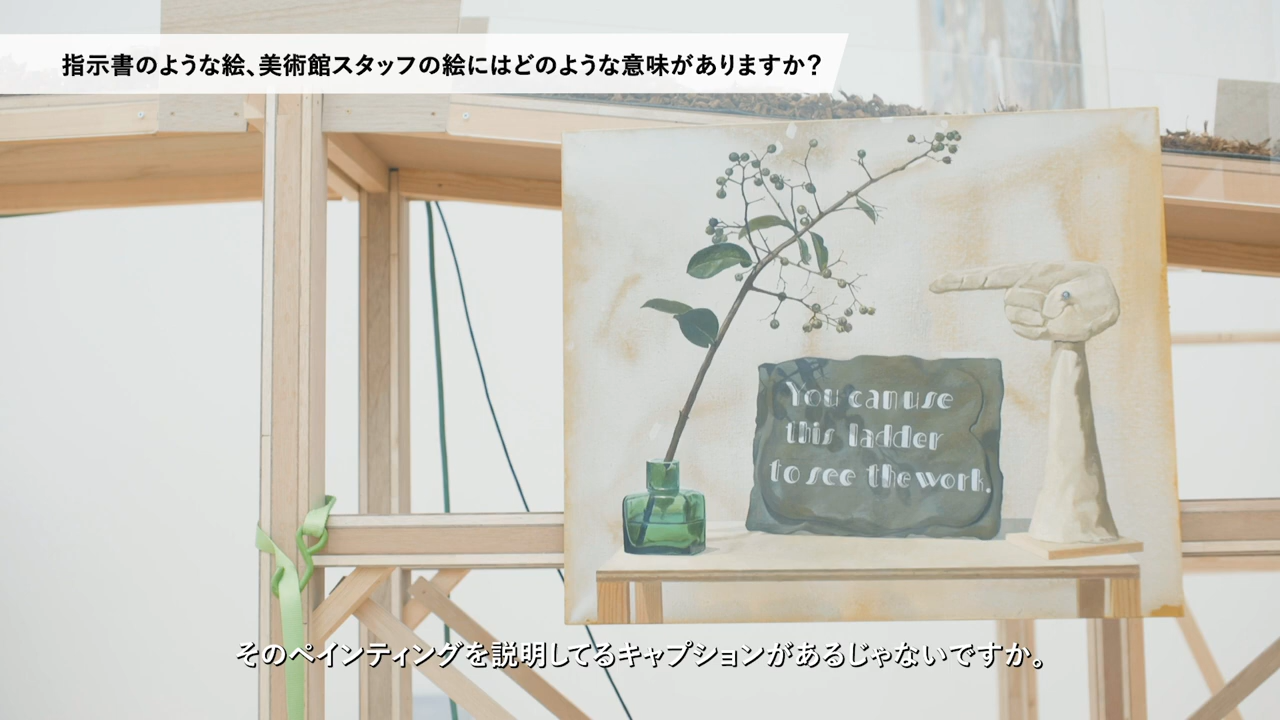 指示書のような絵、美術館スタッフの絵にはどのような意味がありますか？
You can use
this ladder
to see the work.
そのペインティングを説明してるキャプションがあるじゃないですか。